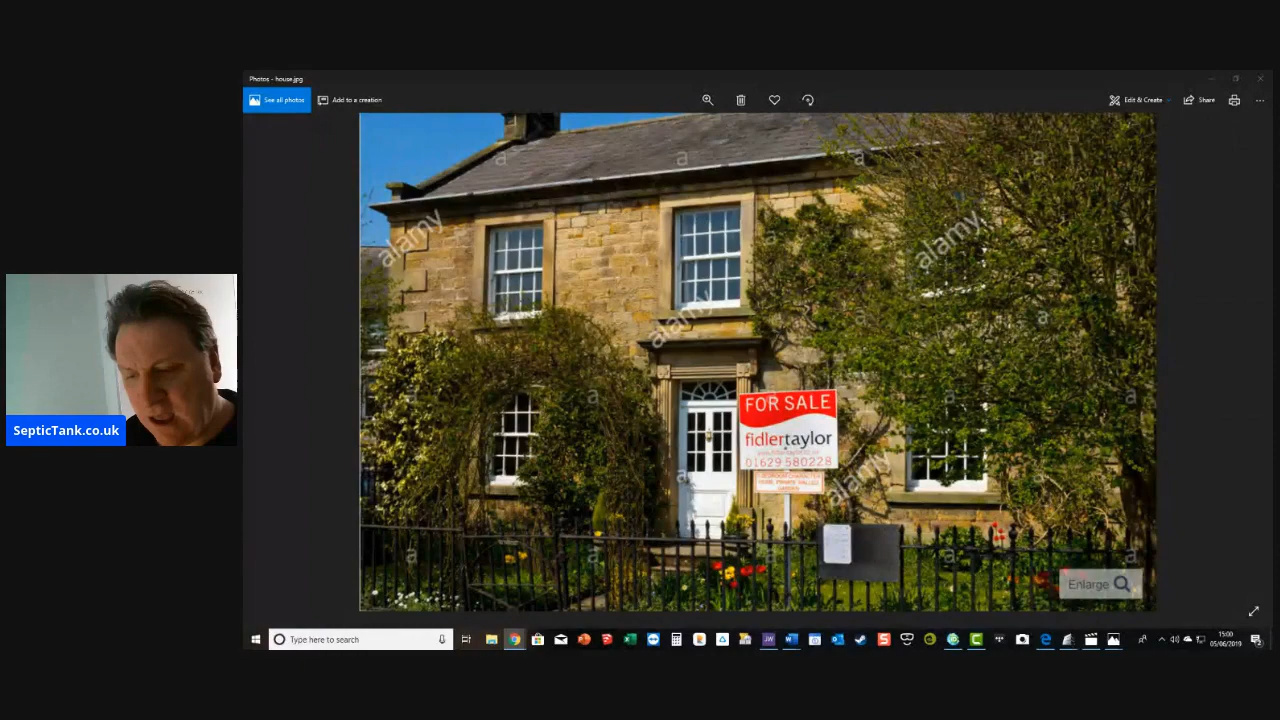 Photos - house.jpg
See all photos
Add to a creation
Edit & Create
Share
a a a a
alamy alamy
alamy
a a
FOR SALE
fidlertaylor
01629 580228
alamy
SepticTank.co.uk
a a a a
Enlarge
Type here to search
15:00
05/06/2019